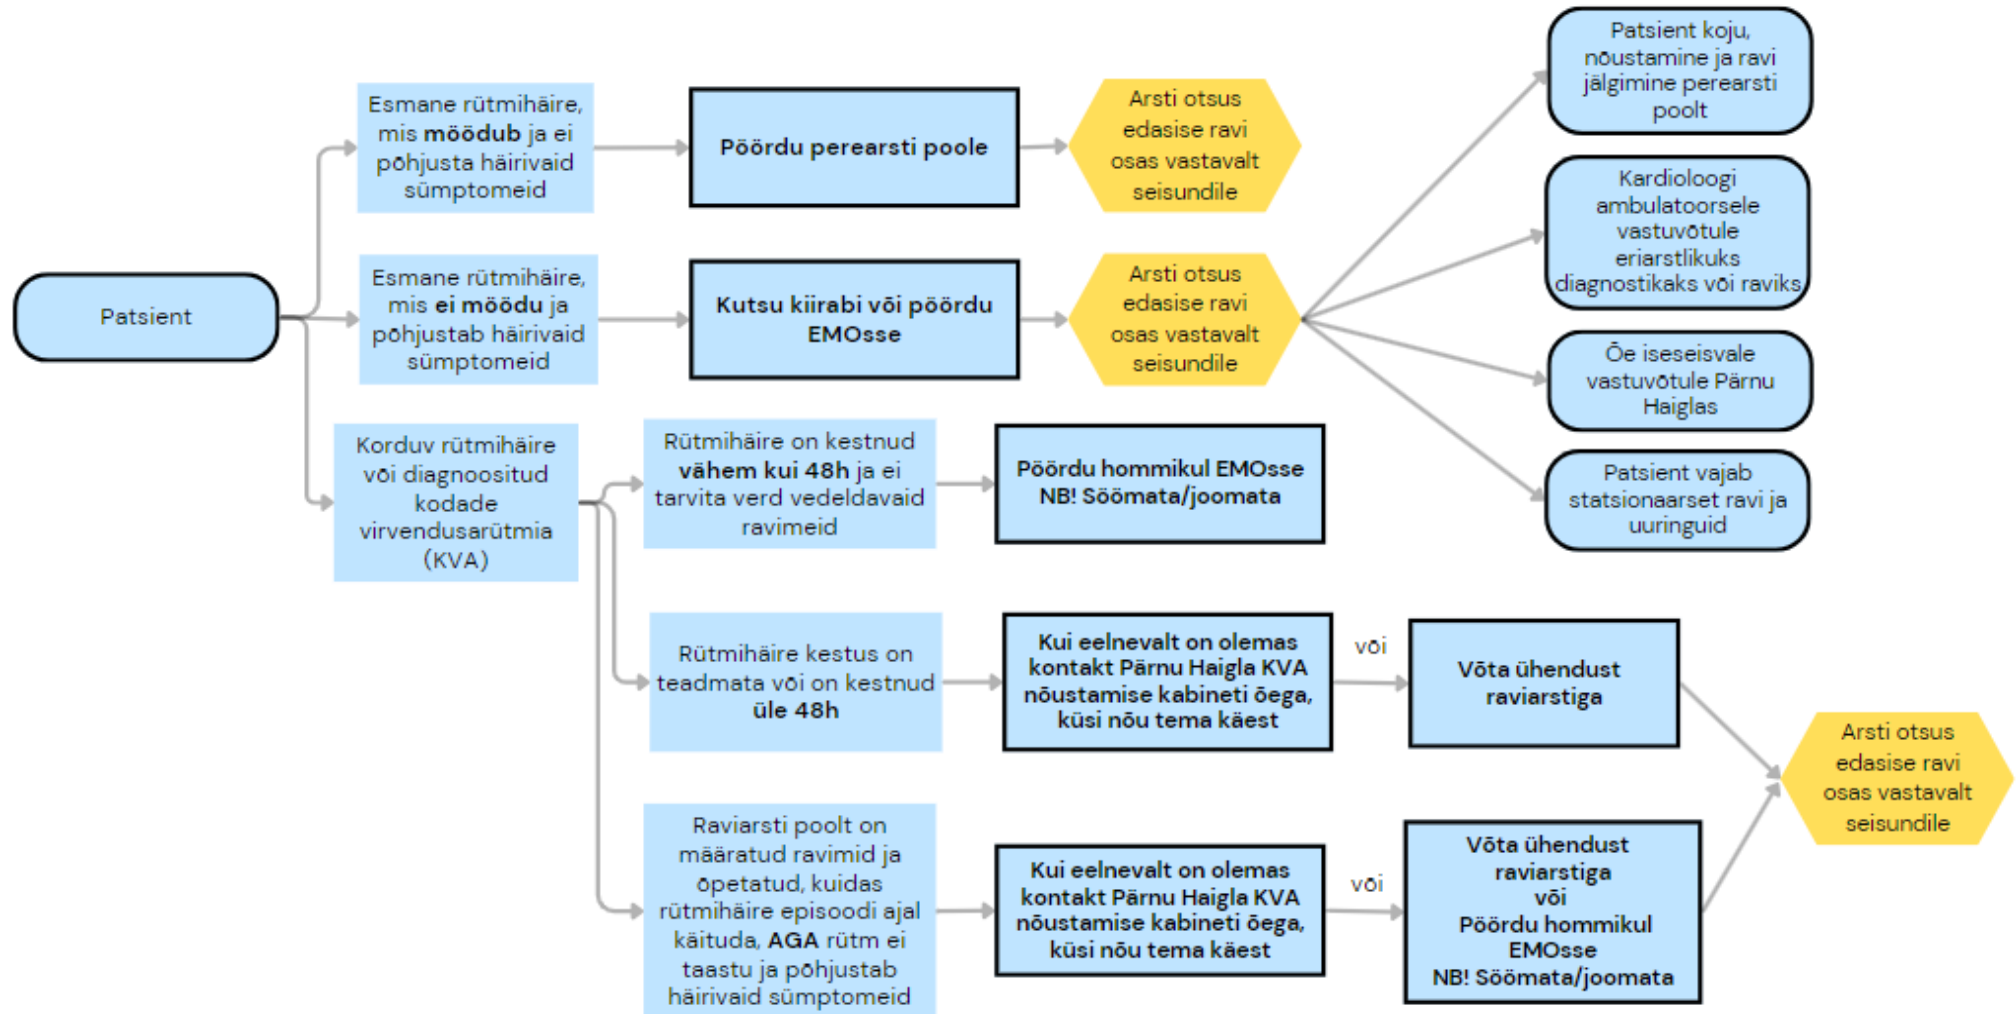 Patsient
Esmane rütmihäire,
mis möödub ja ei
põhjusta häirivaid
sümptomeid
Pöördu perearsti poole
Arsti otsus
edasise ravi
osas vastavalt
seisundile
Esmane rütmihäire,
mis ei möödu ja
põhjustab häirivaid
sümptomeid
Kutsu kiirabi või pöördu
EMOsse
Arsti otsus
edasise ravi
osas vastavalt
seisundile
Patsient koju,
nõustamine ja ravi
jälgimine perearsti
poolt
Kardioloogi
ambulatoorsele
vastuvõtule
eriarstlikuks
diagnostikaks või raviks
Õe iseseisvale
vastuvõtule Pärnu
Haiglas
Patsient vajab
statsionaarset ravi ja
uuringuid
Korduv rütmihäire
või diagnoositud
kodade
virvendusarütmia
(KVA)
Rütmihäire on kestnud
vähem kui 48h ja ei
tarvita verd vedeldavaid
ravimeid
Pöördu hommikul EMOsse
NB! Söömata/joomata
Rütmihäire kestus on
teadmata või on kestnud
üle 48h
Kui eelnevalt on olemas
kontakt Pärnu Haigla KVA
nõustamise kabineti õega,
küsi nõu tema käest
või
Võta ühendust
raviarstiga
Raviarsti poolt on
määratud ravimid ja
õpetatud, kuidas
rütmihäire episoodi ajal
käituda, AGA rütm ei
taastu ja põhjustab
häirivaid sümptomeid
Kui eelnevalt on olemas
kontakt Pärnu Haigla KVA
nõustamise kabineti õega,
küsi nõu tema käest
või
Võta ühendust
raviarstiga
või
Pöördu hommikul
EMOsse
NB! Söömata/joomata
Arsti otsus
edasise ravi
osas vastavalt
seisundile